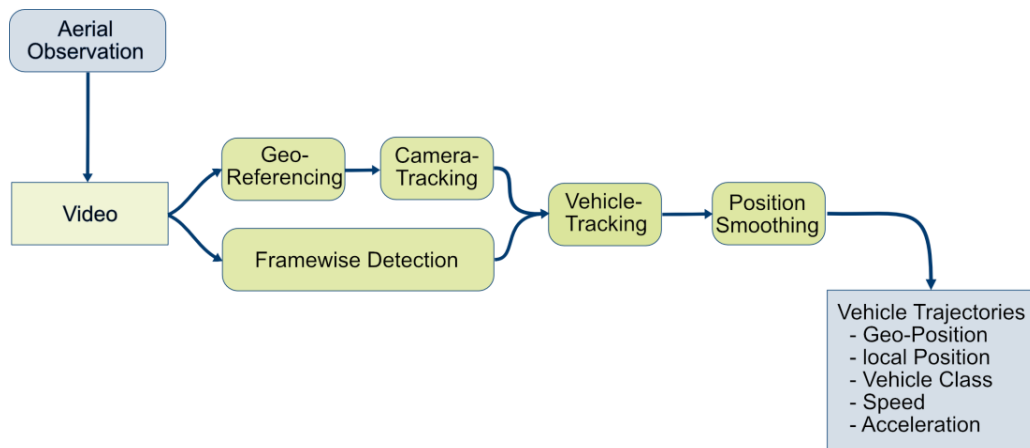 Aerial
Observation
Video
Geo-
Referencing
Camera-
Tracking
Framewise Detection
Vehicle-
Tracking
Position
Smoothing
Vehicle Trajectories
- Geo-Position
- local Position
- Vehicle Class
- Speed
- Acceleration